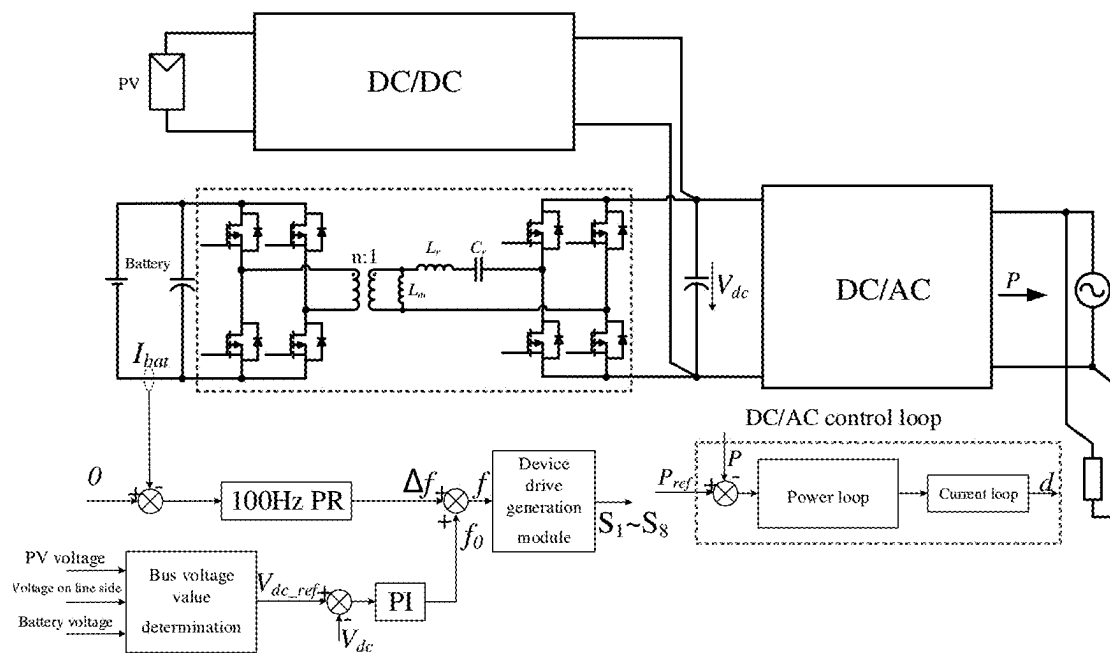 PV
DC/DC
Battery
n:1
Lr
Cr
Lm
Vdc
DC/AC
P
Ibat
DC/AC control loop
0
+
-
100Hz PR
Δf
+
+
f
f0
Device
drive
generation
module
S1~S8
Pref
P
+
-
Power loop
Current loop
d
PV voltage
Voltage on line side
Battery voltage
Bus voltage
value
determination
Vdc_ref
+
-
Vdc
PI